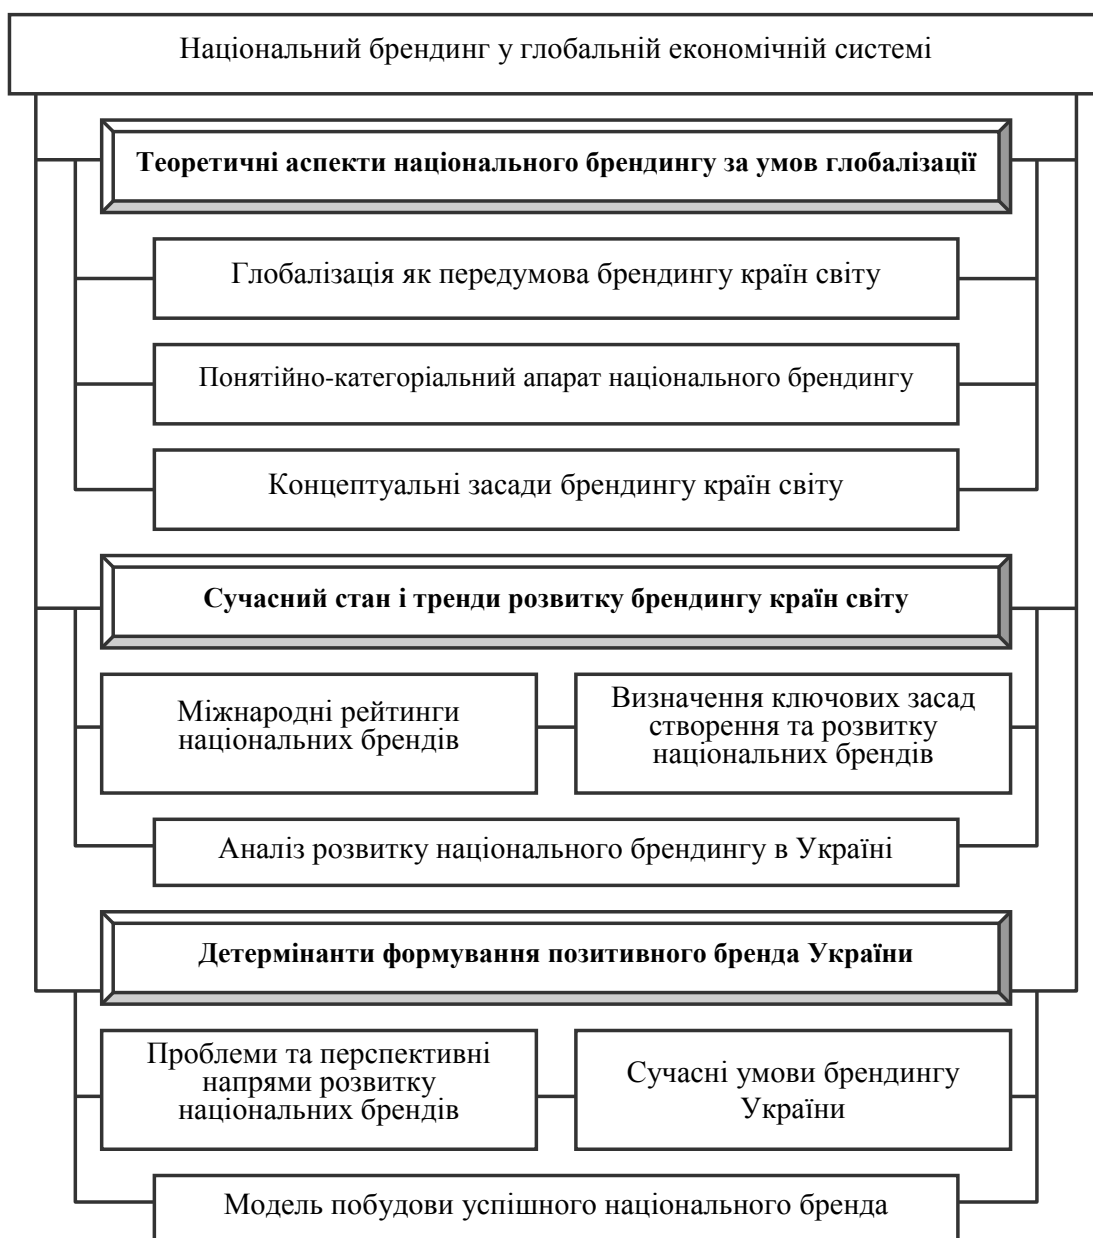 Національний брендинг у глобальній економічній системі
Теоретичні аспекти національного брендингу за умов глобалізації
Глобалізація як передумова брендингу країн світу
Понятійно-категоріальний апарат національного брендингу
Концептуальні засади брендингу країн світу
Сучасний стан і тренди розвитку брендингу країн світу
Міжнародні рейтинги
національних брендів
Визначення ключових засад
створення та розвитку
національних брендів
Аналіз розвитку національного брендингу в Україні
Детермінанти формування позитивного бренда України
Проблеми та перспективні
напрями розвитку
національних брендів
Сучасні умови брендингу
України
Модель побудови успішного національного бренда